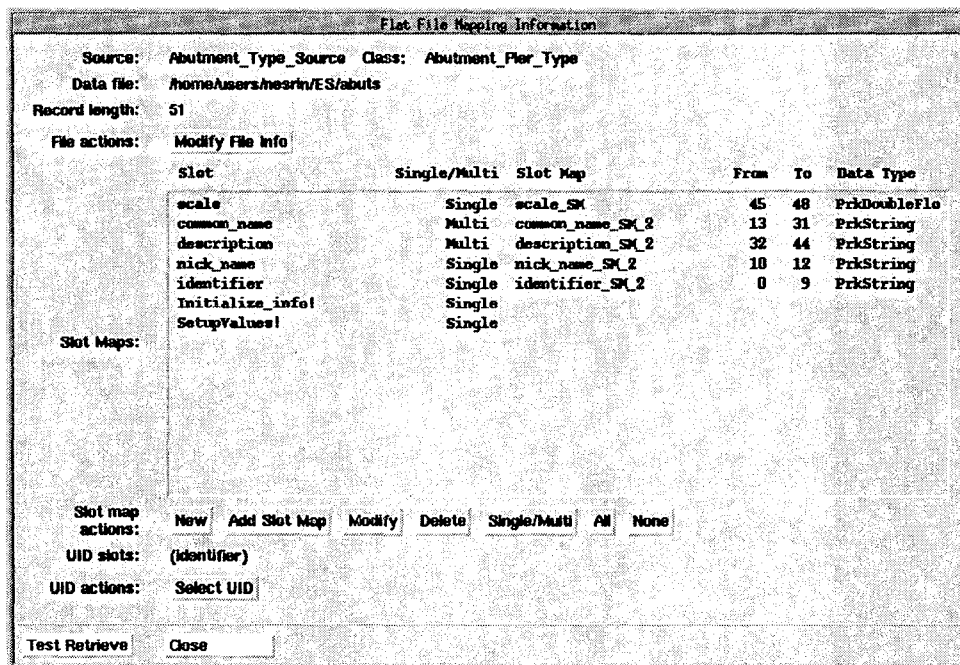 Flat File Mapping Information
Source: Abutment_Type_Source Class: Abutment_Pier_Type
Data file: /home/users/nesrin/ES/abuts
Record length: 51
File actions: Modify File Info
Slot Single/Multi Slot Map From To Data Type
scale Single scale_SM 45 48 PrkDoubleFlo
common_name Multi common_name_SM_2 13 31 PrkString
description Multi description_SM_2 32 44 PrkString
nick_name Single nick_name_SM_2 10 12 PrkString
identifier Single identifier_SM_2 0 9 PrkString
Initialize_info! Single
SetupValues! Single
Slot Maps:
Slot map actions: New Add Slot Map Modify Delete Single/Multi All None
UID slots: (identifier)
UID actions: Select UID
Test Retrieve Close